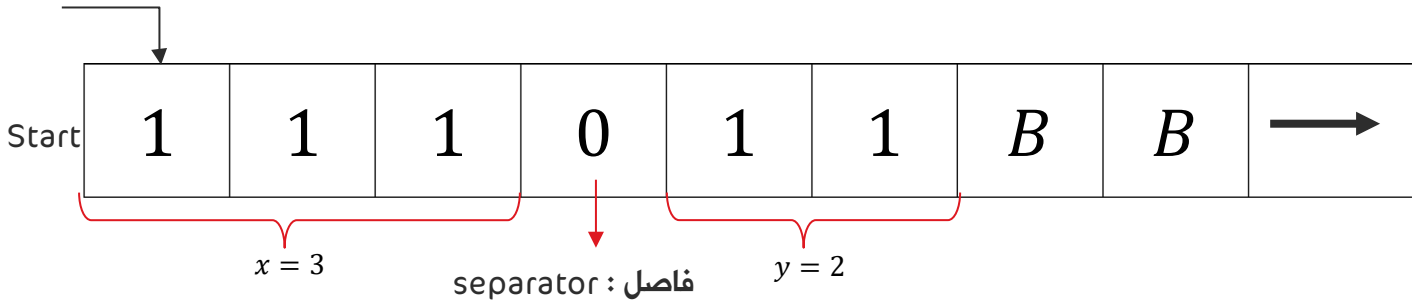 Start 1 1 1 0 1 1 B B
x = 3
y = 2
separator : فاصل